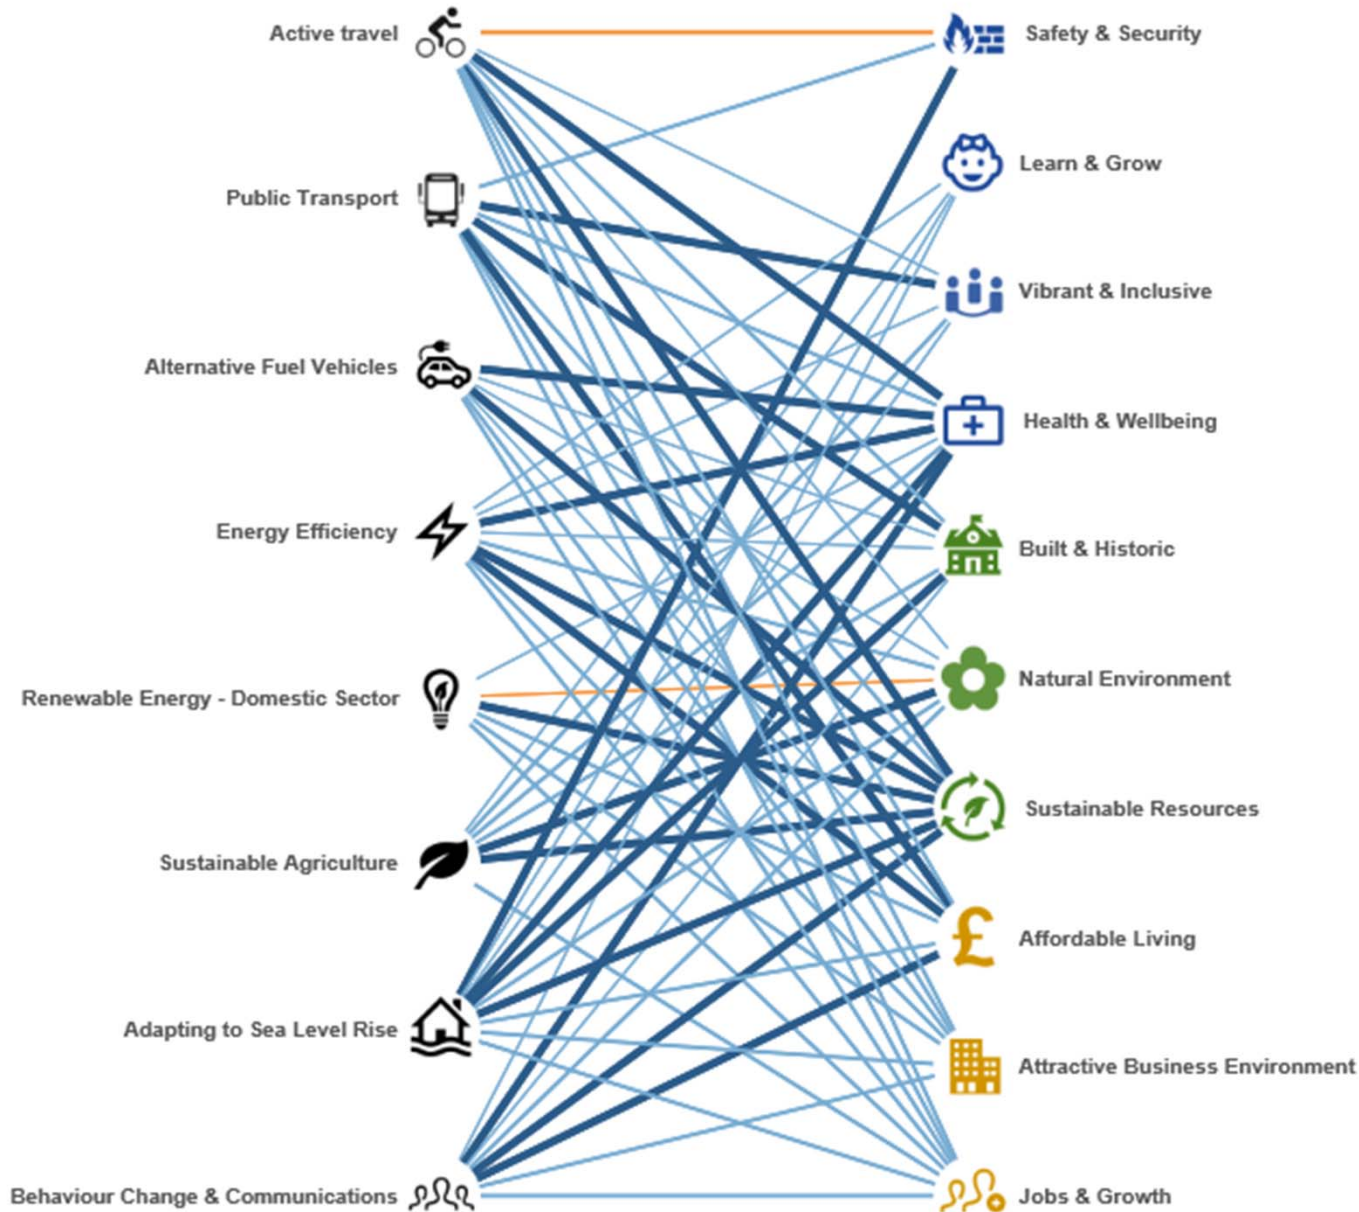 Active travel
Safety & Security
Learn & Grow
Public Transport
Vibrant & Inclusive
Alternative Fuel Vehicles
Health & Wellbeing
Energy Efficiency
Built & Historic
Renewable Energy - Domestic Sector
Natural Environment
Sustainable Resources
Sustainable Agriculture
Affordable Living
Adapting to Sea Level Rise
Attractive Business Environment
Behaviour Change & Communications
Jobs & Growth